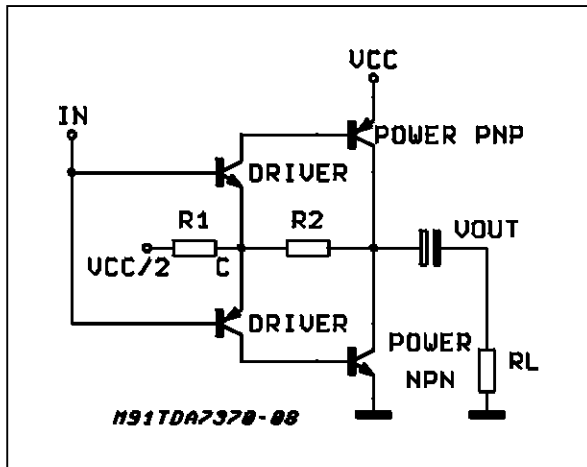 VCC
IN
POWER PNP
DRIVER
R1
R2
VOUT
VCC/2
C
DRIVER
POWER
NPN
RL
M91TDA7370-08